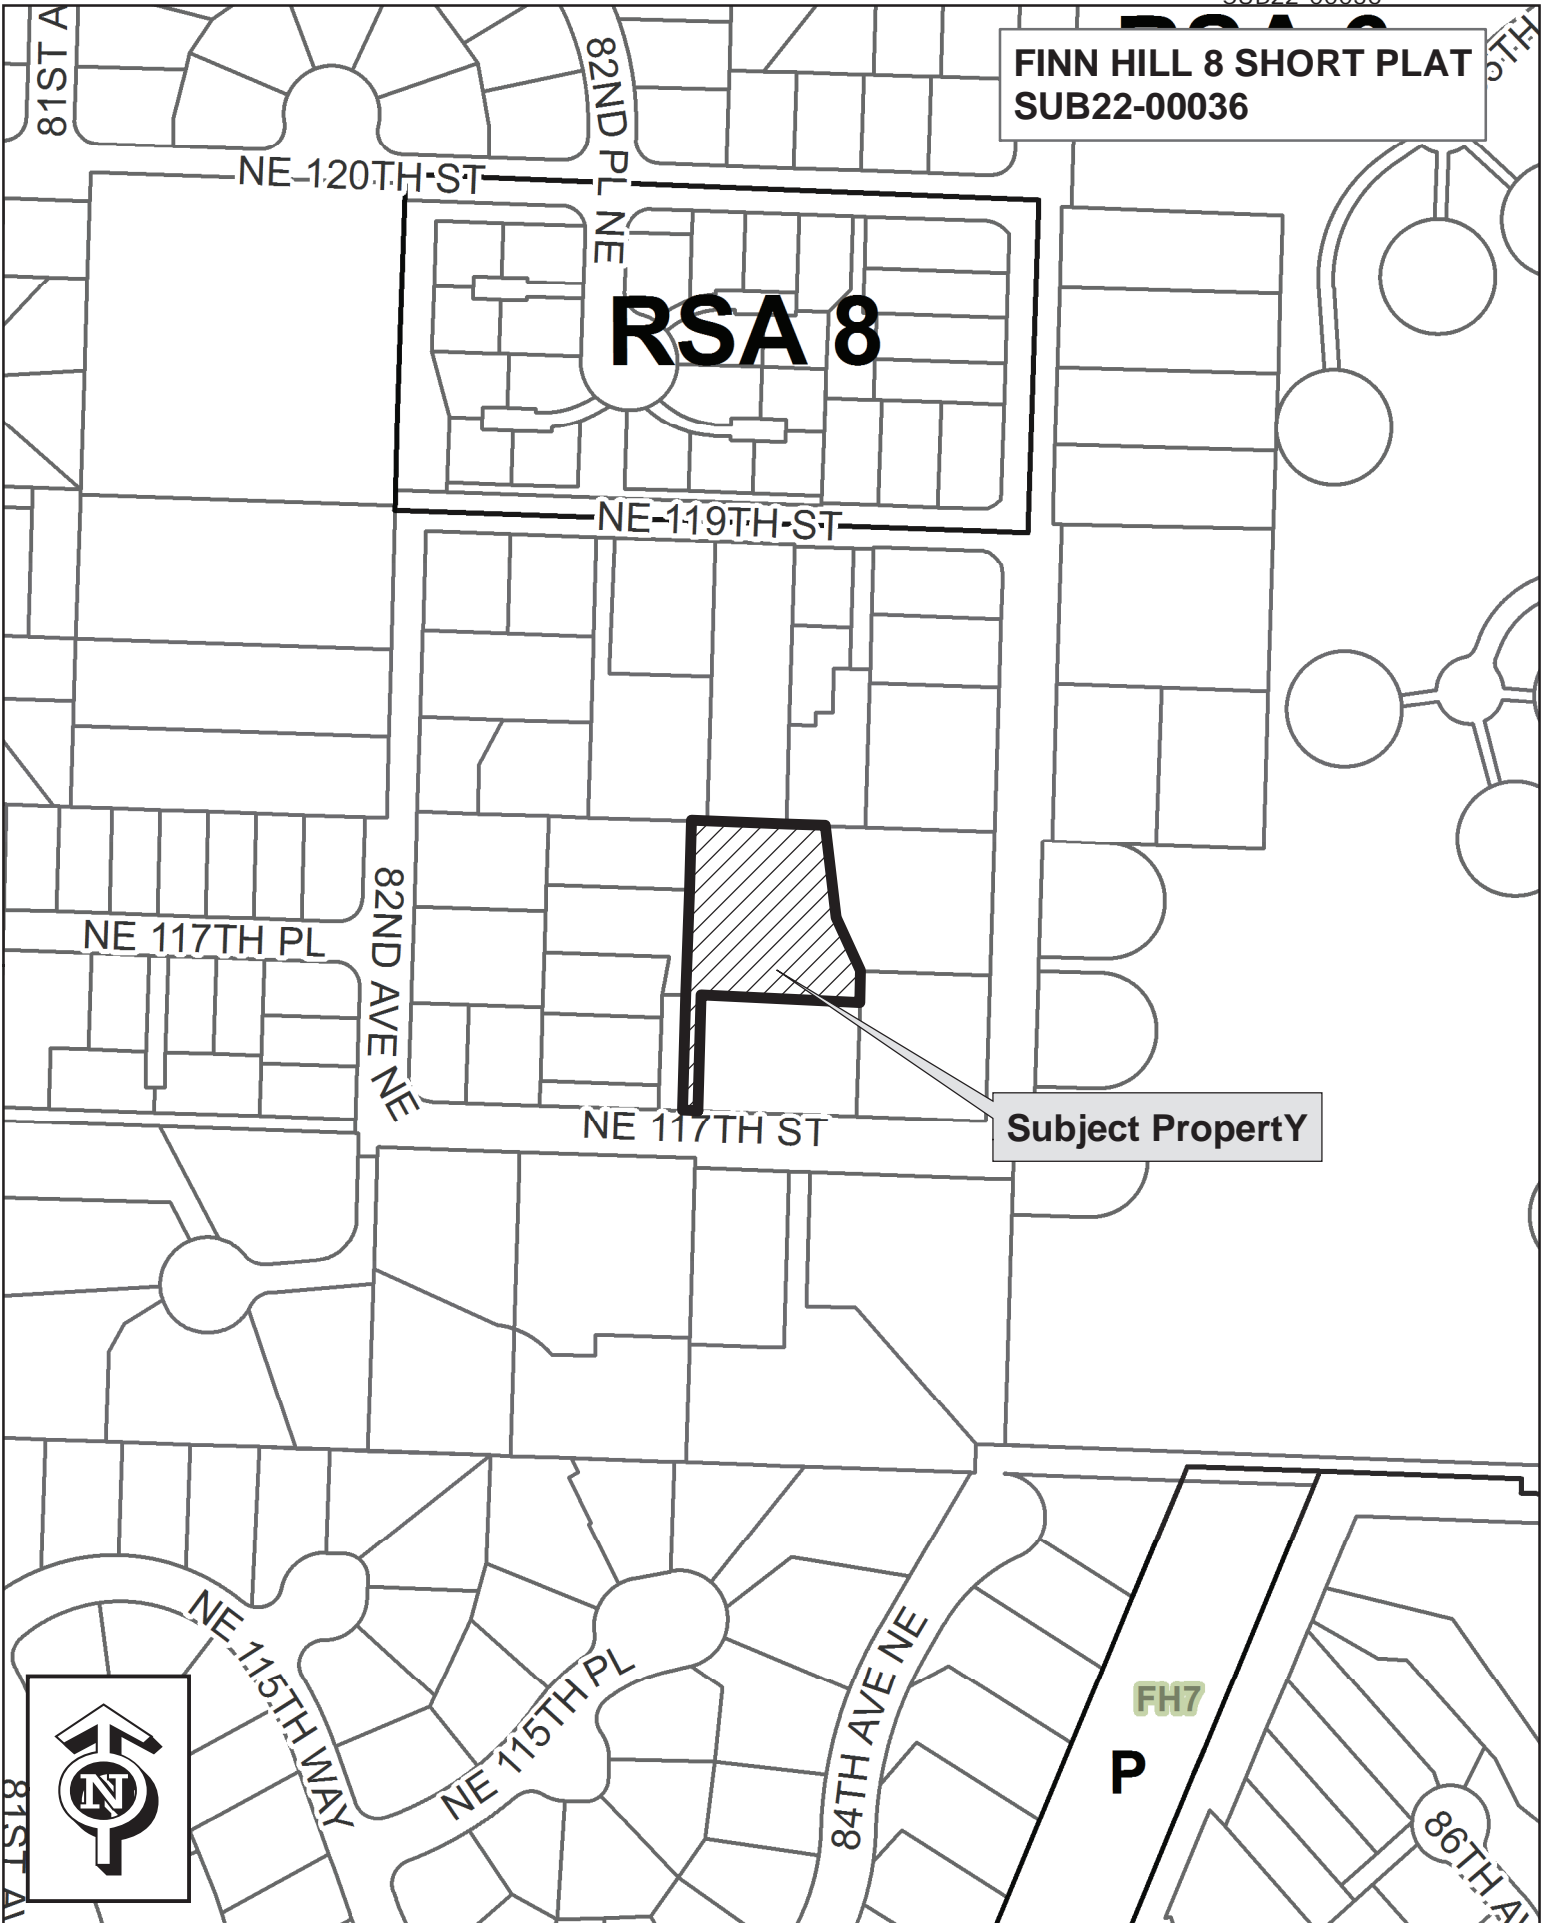 FINN HILL 8 SHORT PLAT
SUB22-00036
81ST A
82ND PL NE
NE 120TH ST
RSA 8
NE 119TH ST
NE 117TH PL
82ND AVE NE
NE 117TH ST
Subject PropertY
NE 115TH WAY
NE 115TH PL
84TH AVE NE
FH7
P
86TH AV
81ST AV
N